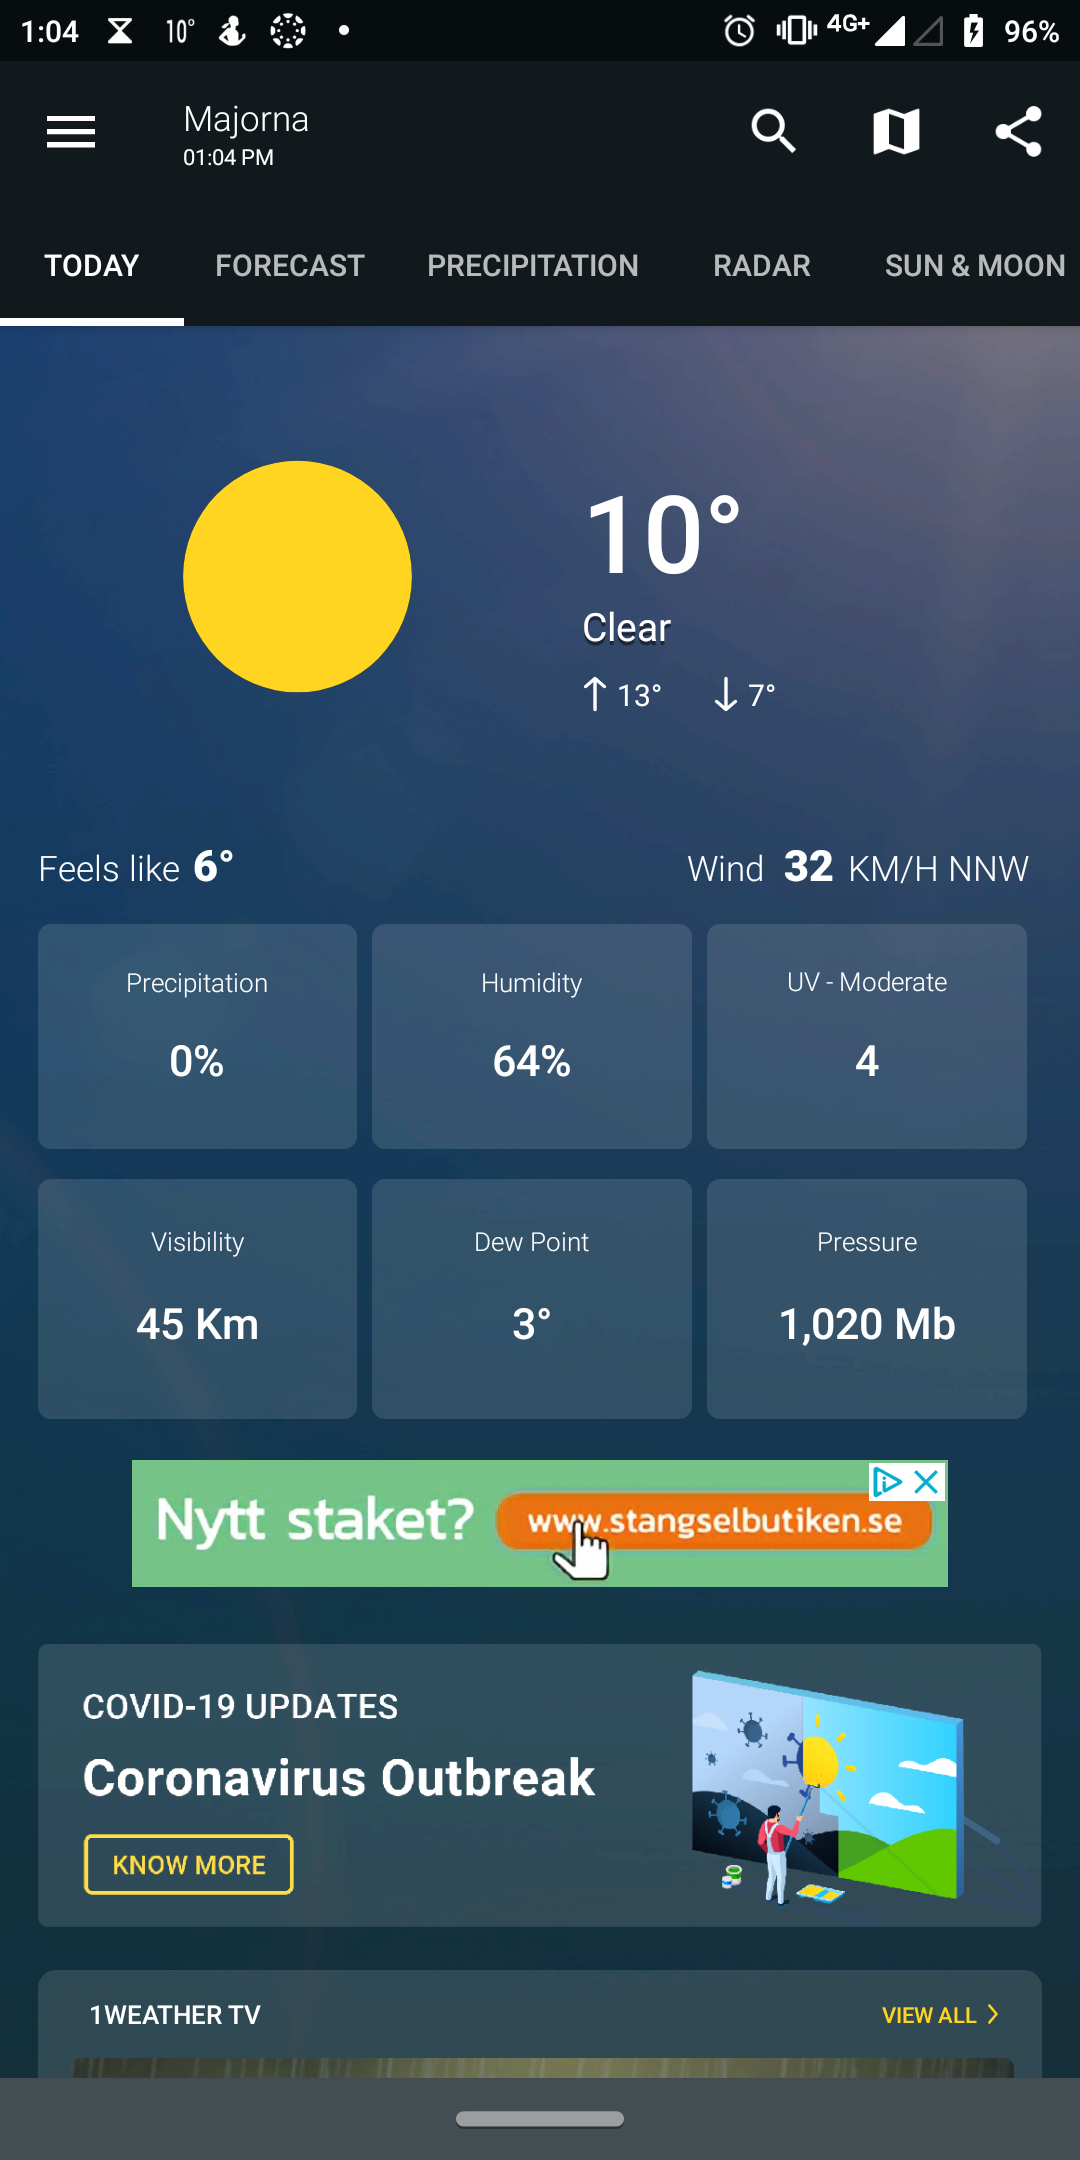 1:04 10° 4G+ 96%
Majorna
01:04 PM
TODAY FORECAST PRECIPITATION RADAR SUN & MOON
10°
Clear
↑ 13° ↓ 7°
Feels like 6° Wind 32 KM/H NNW
Precipitation Humidity UV - Moderate
0% 64% 4
Visibility Dew Point Pressure
45 Km 3° 1,020 Mb
Nytt staket? www.stangselbutiken.se
COVID-19 UPDATES
Coronavirus Outbreak
KNOW MORE
1WEATHER TV VIEW ALL >